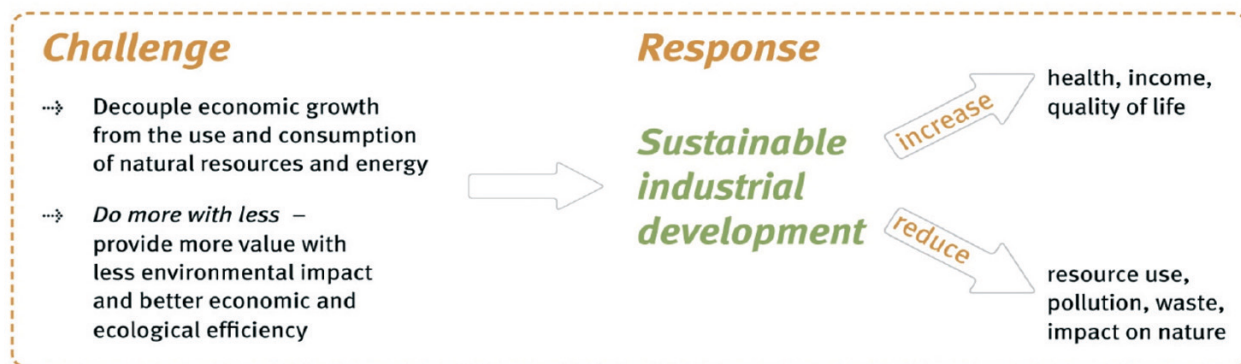 Challenge
Decouple economic growth
from the use and consumption
of natural resources and energy
Do more with less –
provide more value with
less environmental impact
and better economic and
ecological efficiency
Response
Sustainable
industrial
development
increase
health, income,
quality of life
reduce
resource use,
pollution, waste,
impact on nature